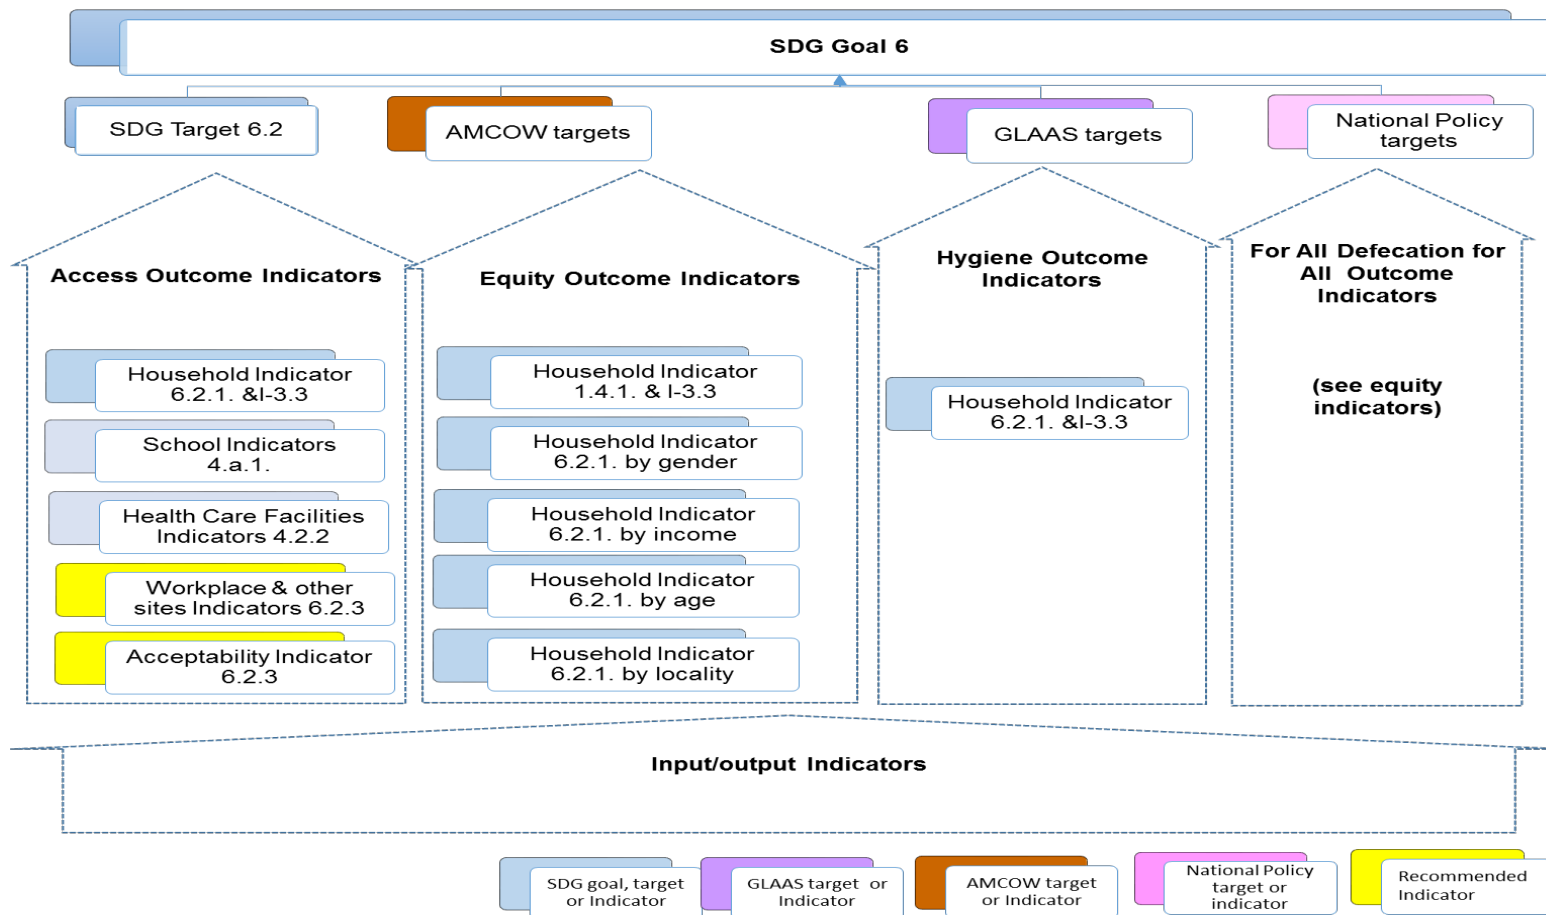 SDG Goal 6
SDG Target 6.2
AMCOW targets
GLAAS targets
National Policy
targets
Access Outcome Indicators
Household Indicator
6.2.1. &I-3.3
School Indicators
4.a.1.
Health Care Facilities
Indicators 4.2.2
Workplace & other
sites Indicators 6.2.3
Acceptability Indicator
6.2.3
Equity Outcome Indicators
Household Indicator
1.4.1. & I-3.3
Household Indicator
6.2.1. by gender
Household Indicator
6.2.1. by income
Household Indicator
6.2.1. by age
Household Indicator
6.2.1. by locality
Hygiene Outcome
Indicators
Household Indicator
6.2.1. &I-3.3
For All Defecation for
All Outcome
Indicators
(see equity
indicators)
Input/output Indicators
SDG goal, target
or Indicator
GLAAS target or
Indicator
AMCOW target
or Indicator
National Policy
target or
indicator
Recommended
Indicator